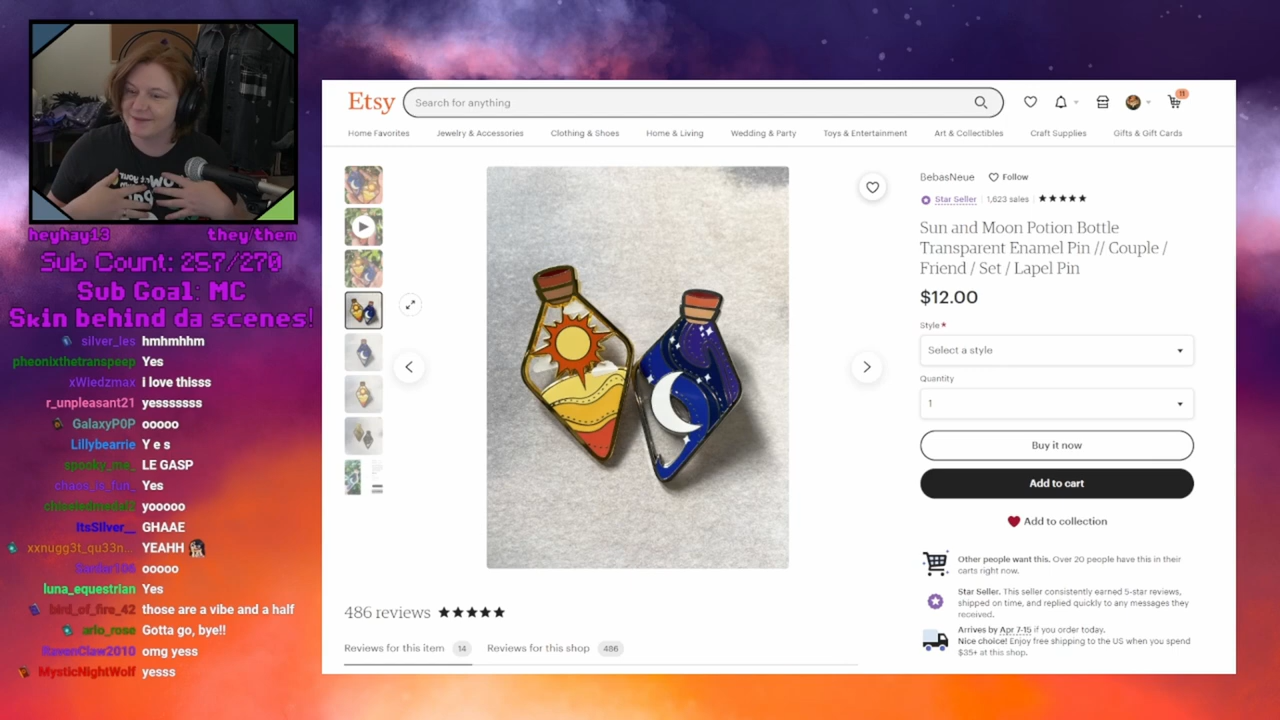 heyhay13
they/them
Sub Count: 257/270
Sub Goal: MC
Skin behind da scenes!
silver_les hmhmhhm
pheonixthetranspeep Yes
xWiedzmax i love thisss
r_unpleasant21 yesssssss
GalaxyP0P ooooo
Lillybearrie Y e s
spooky_me_ LE GASP
chaos_is_fun_ Yes
yooooo
ItsSilver__ GHAAE
xxnugg3t_qu33n... YEAHH
ooooo
luna_equestrian Yes
bird_of_fire_42 those are a vibe and a half
arlo_rose Gotta go, bye!!
RavenClaw2010 omg yess
MysticNightWolf yesss
Etsy
Search for anything
11
Home Favorites
Jewelry & Accessories
Clothing & Shoes
Home & Living
Wedding & Party
Toys & Entertainment
Art & Collectibles
Craft Supplies
Gifts & Gift Cards
BebasNeue
Follow
Star Seller
1,623 sales
Sun and Moon Potion Bottle
Transparent Enamel Pin // Couple /
Friend / Set / Lapel Pin
$12.00
Style*
Select a style
Quantity
1
Buy it now
Add to cart
Add to collection
Other people want this. Over 20 people have this in their
carts right now.
Star Seller. This seller consistently earned 5-star reviews,
shipped on time, and replied quickly to any messages they
received.
Arrives by Apr 7-15 if you order today.
Nice choice! Enjoy free shipping to the US when you spend
$35+ at this shop.
486 reviews
Reviews for this item 14
Reviews for this shop 486